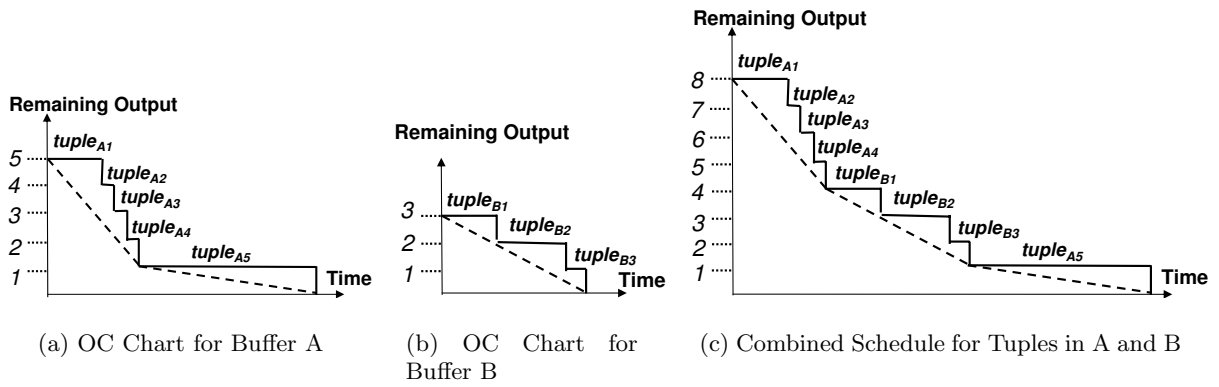 Remaining Output
tuple_A1
5
tuple_A2
4
tuple_A3
3
tuple_A4
2
tuple_A5
1
Time
(a) OC Chart for Buffer A
Remaining Output
tuple_B1
3
tuple_B2
2
tuple_B3
1
Time
(b) OC Chart for
Buffer B
Remaining Output
tuple_A1
8
tuple_A2
7
tuple_A3
6
tuple_A4
5
tuple_B1
4
tuple_B2
3
tuple_B3
2
tuple_A5
1
Time
(c) Combined Schedule for Tuples in A and B